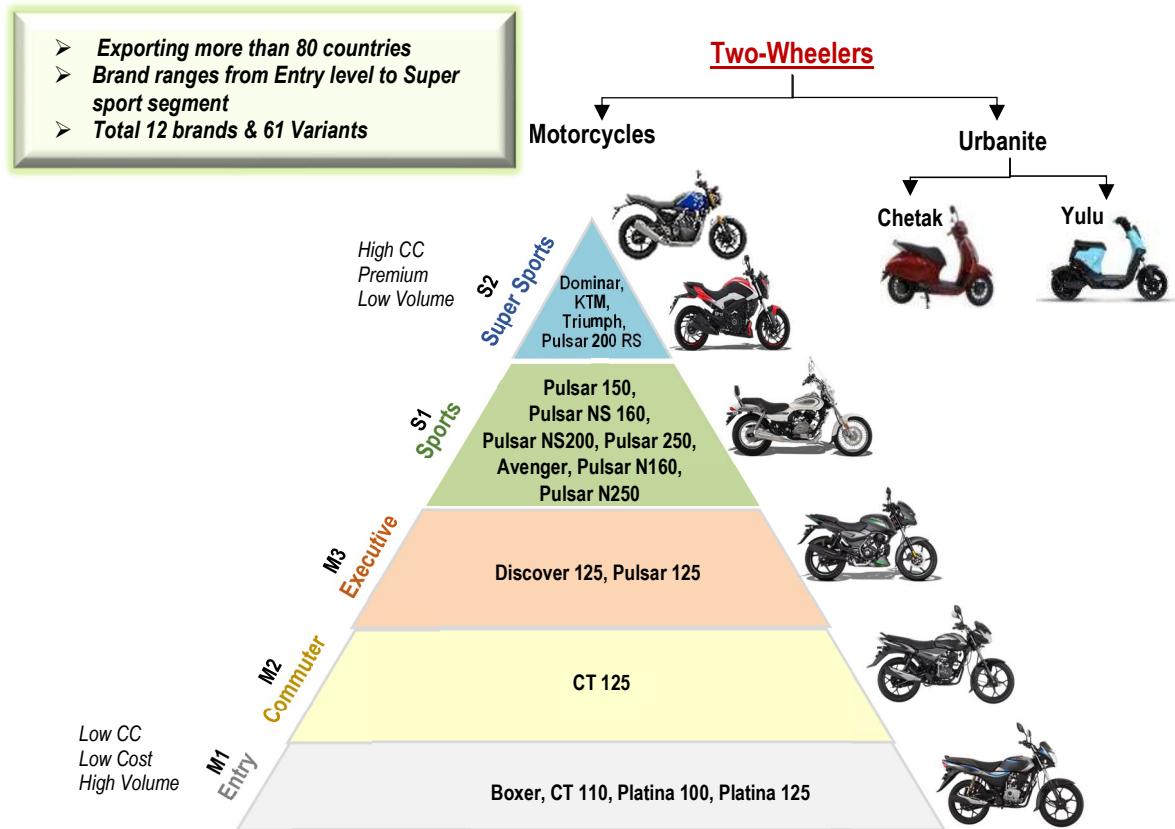 ➢ Exporting more than 80 countries
➢ Brand ranges from Entry level to Super
sport segment
➢ Total 12 brands & 61 Variants
Two-Wheelers
Motorcycles
Urbanite
Chetak
Yulu
High CC
Premium
Low Volume
S2
Super Sports
Dominar,
KTM,
Triumph,
Pulsar 200 RS
S1
Sports
Pulsar 150,
Pulsar NS 160,
Pulsar NS200, Pulsar 250,
Avenger, Pulsar N160,
Pulsar N250
M3
Executive
Discover 125, Pulsar 125
M2
Commuter
CT 125
Low CC
Low Cost
High Volume
M1
Entry
Boxer, CT 110, Platina 100, Platina 125